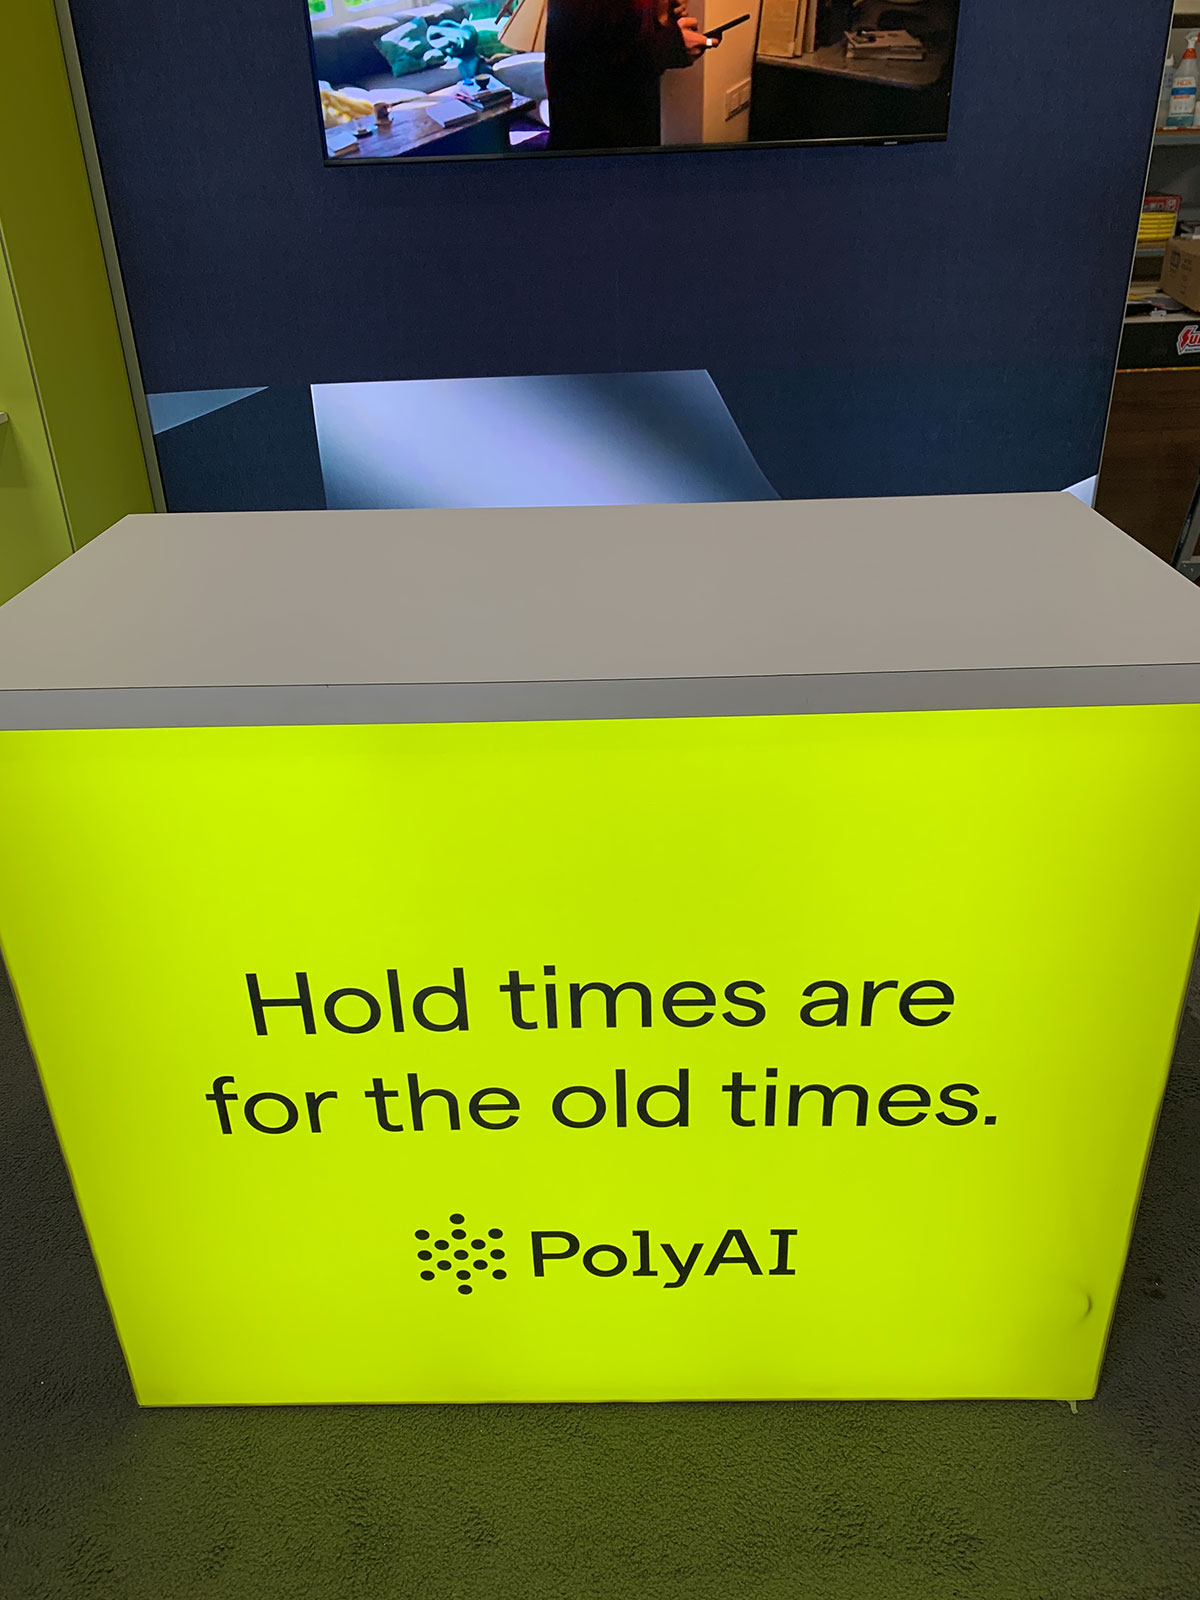 Hold times are
for the old times.
PolyAI